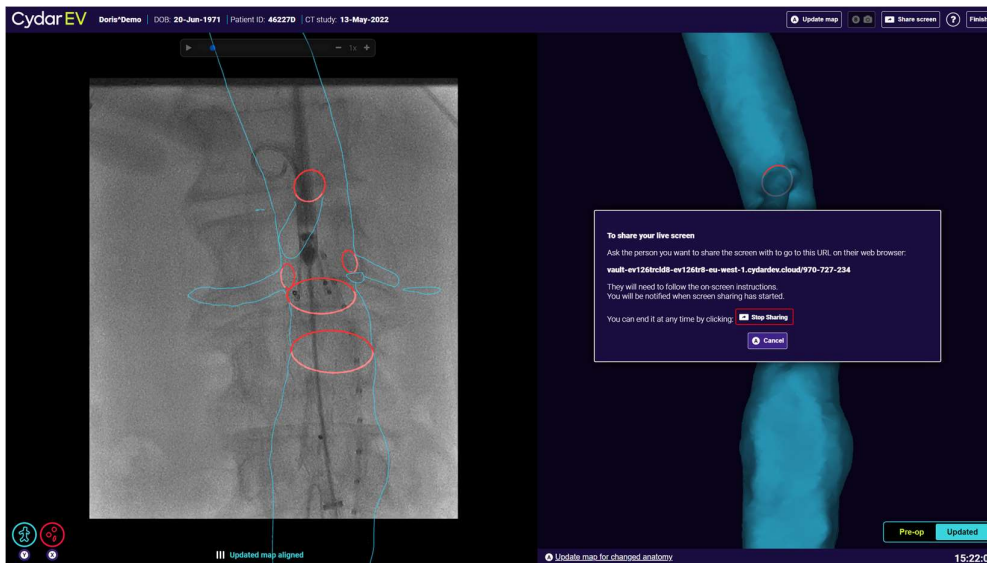 Cydar EV Doris^Demo | DOB: 20-Jun-1971 | Patient ID: 46227D | CT study: 13-May-2022
A Update map
B
Share screen
?
Finish
1x
To share your live screen
Ask the person you want to share the screen with to go to this URL on their web browser:
vault-ev126trcld8-ev126tr8-eu-west-1.cydardev.cloud/970-727-234
They will need to follow the on-screen instructions.
You will be notified when screen sharing has started.
You can end it at any time by clicking: Stop Sharing
A Cancel
Pre-op Updated
Y X
Updated map aligned
A Update map for changed anatomy
15:22:0